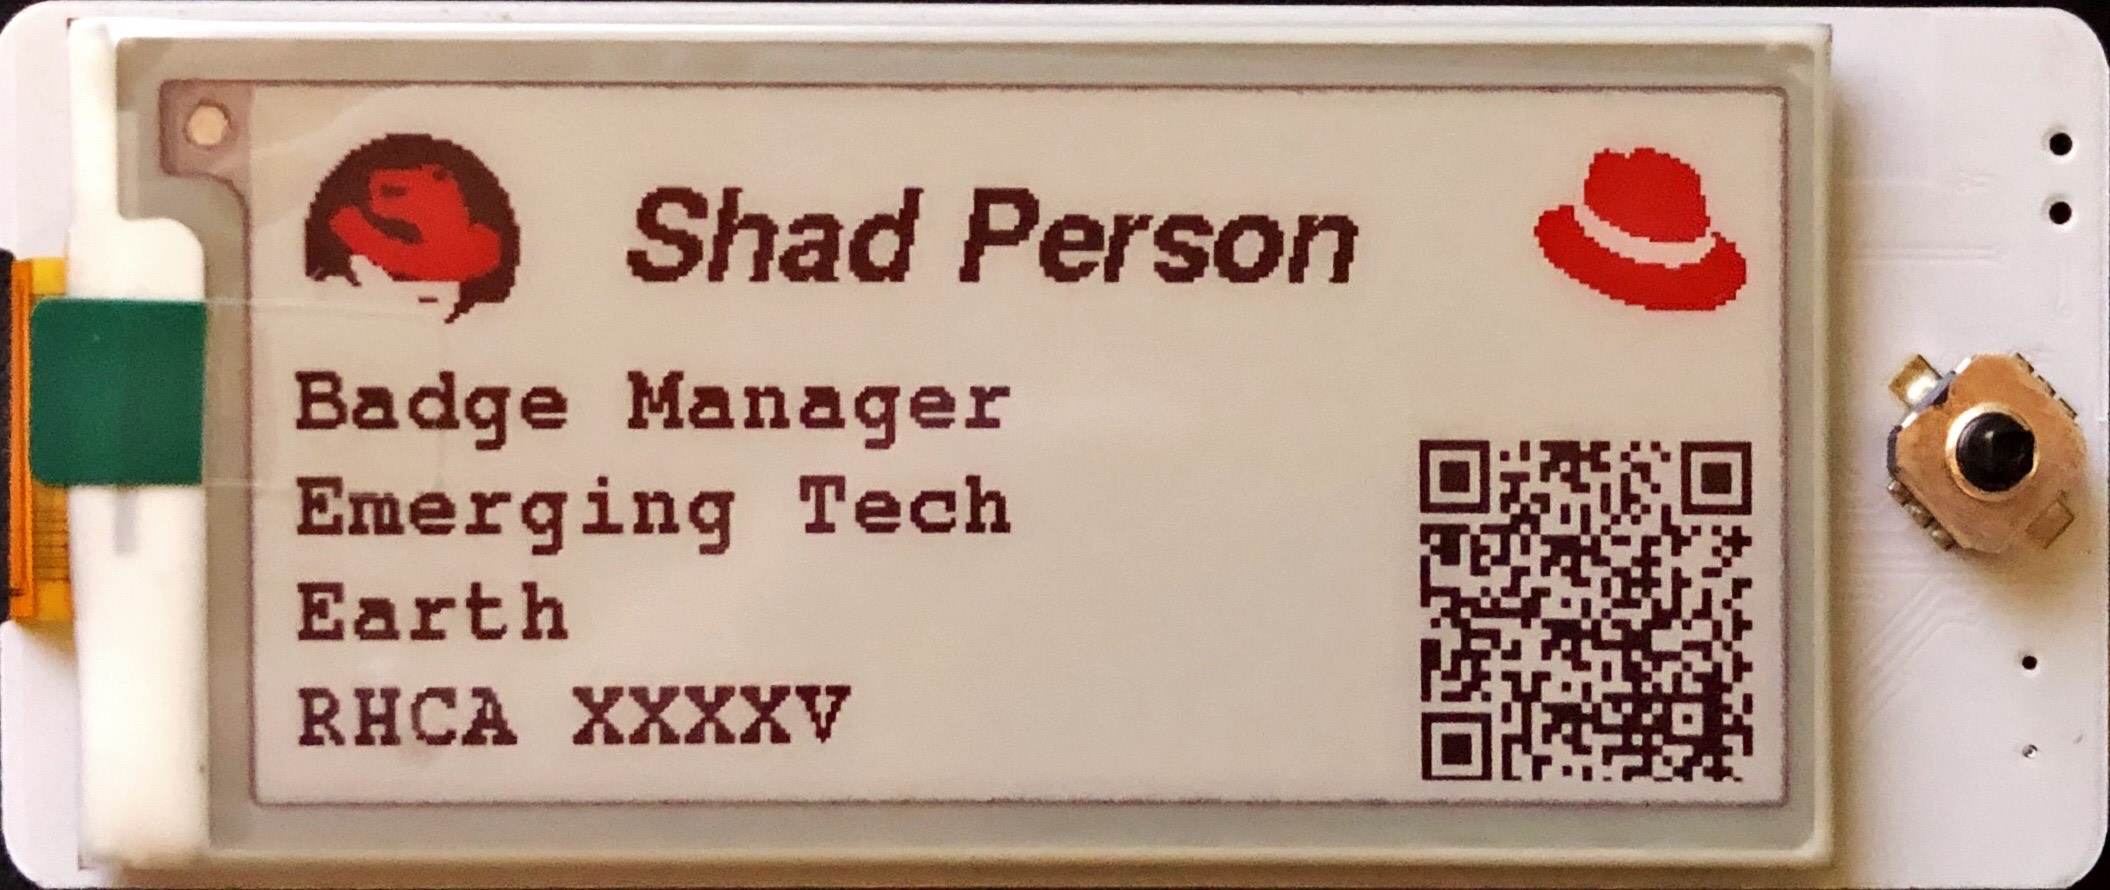 Shad Person
Badge Manager
Emerging Tech
Earth
RHCA XXXXV